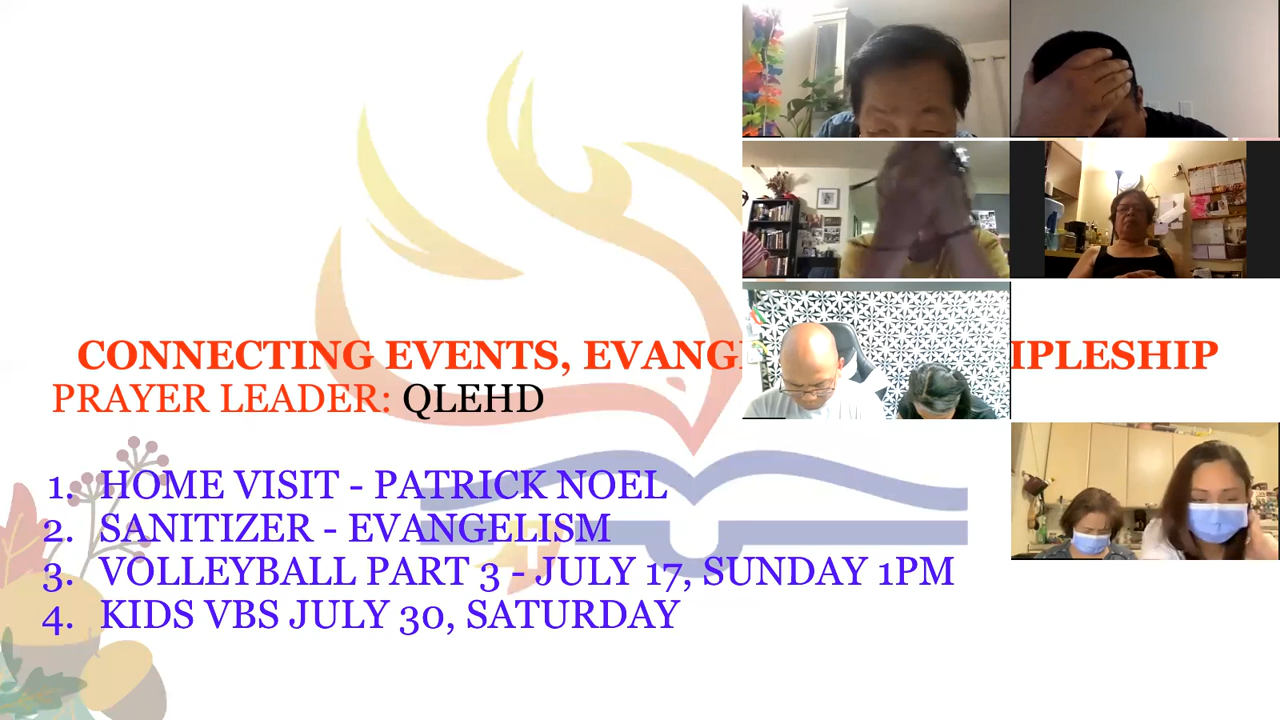 CONNECTING EVENTS, EVANG IPLESHIP
PRAYER LEADER: QLEHD
1. HOME VISIT - PATRICK NOEL
2. SANITIZER - EVANGELISM
3. VOLLEYBALL PART 3 - JULY 17, SUNDAY 1PM
4. KIDS VBS JULY 30, SATURDAY